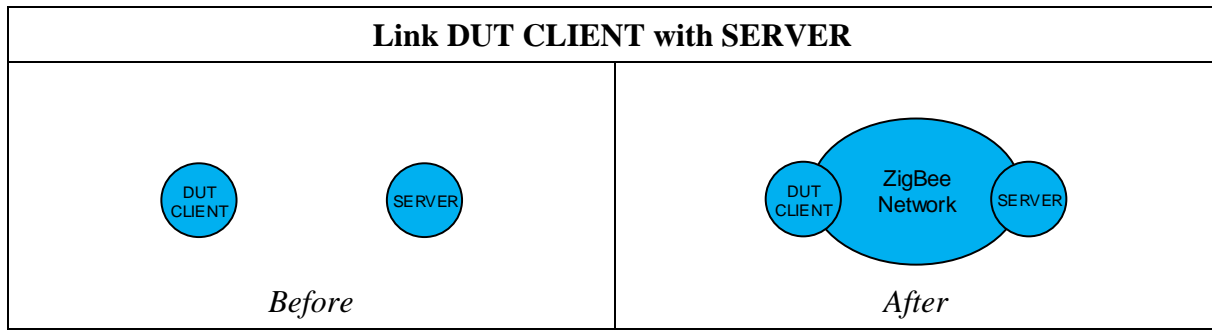 Link DUT CLIENT with SERVER
DUT
CLIENT
SERVER
Before
DUT
CLIENT
ZigBee
Network
SERVER
After